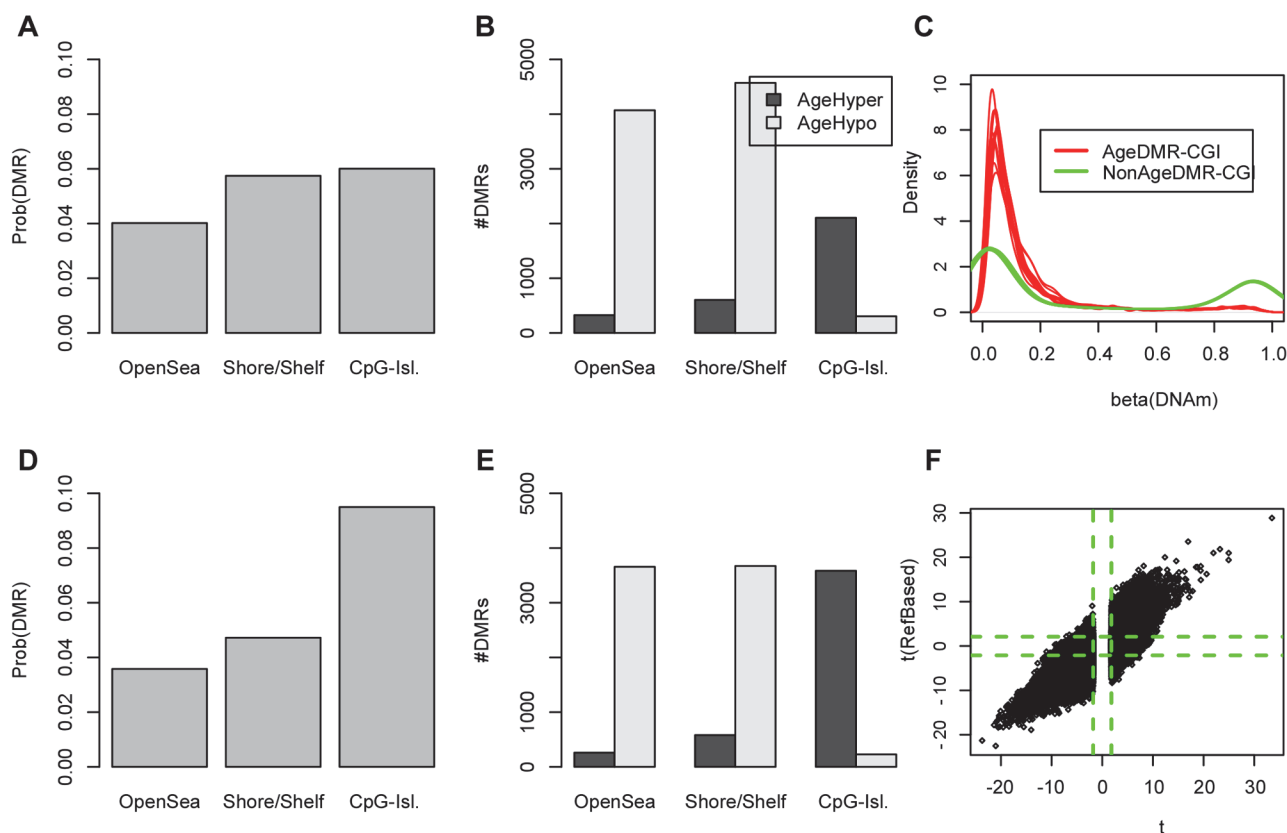 A
Prob(DMR)
0.00 0.02 0.04 0.06 0.08 0.10
OpenSea Shore/Shelf CpG-Isl.
B
#DMRs
0 1000 3000 5000
AgeHyper
AgeHypo
OpenSea Shore/Shelf CpG-Isl.
C
Density
0 2 4 6 8 10
AgeDMR-CGI
NonAgeDMR-CGI
0.0 0.2 0.4 0.6 0.8 1.0
beta(DNAm)
D
Prob(DMR)
0.00 0.02 0.04 0.06 0.08 0.10
OpenSea Shore/Shelf CpG-Isl.
E
#DMRs
0 1000 3000 5000
OpenSea Shore/Shelf CpG-Isl.
F
t(RefBased)
-20 -10 0 10 20 30
-20 -10 0 10 20 30
t